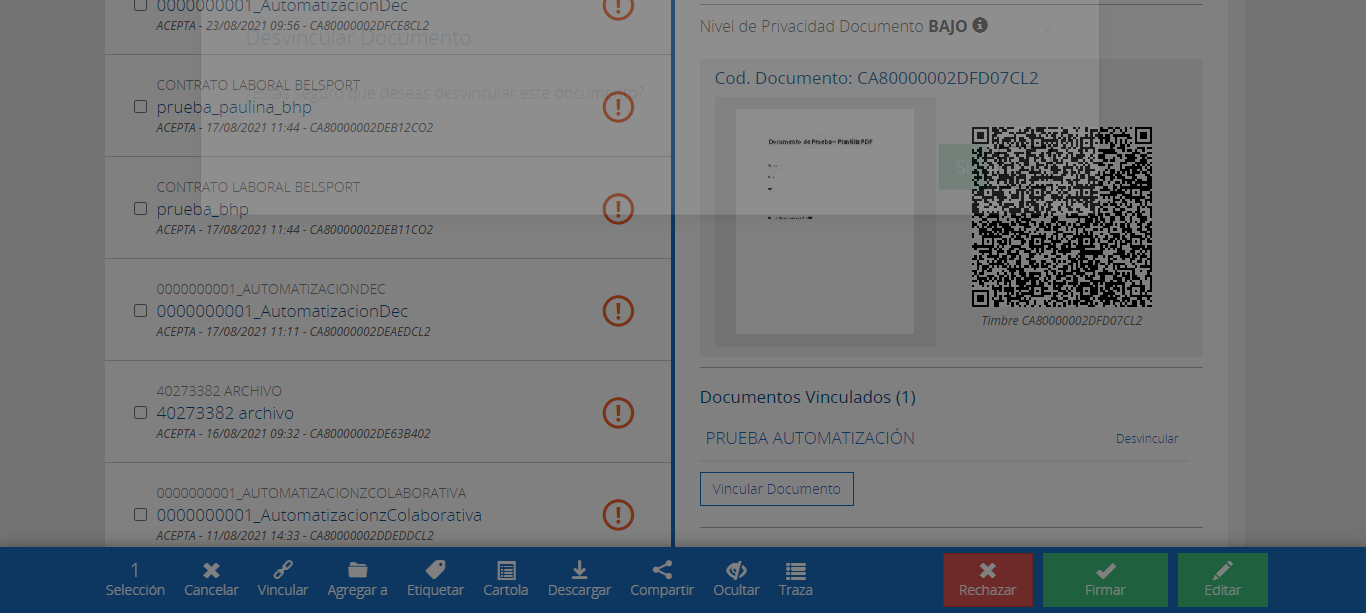 0000000001_AutomatizacionDec
ACEPTA - 23/08/2021 09:56 - CA80000002DFCE8CL2
Desvincular Documento
¿Estás seguro que deseas desvincular este documento?
CONTRATO LABORAL BELSPORT
prueba_paulina_bhp
ACEPTA - 17/08/2021 11:44 - CA80000002DEB12CO2
CONTRATO LABORAL BELSPORT
prueba_bhp
ACEPTA - 17/08/2021 11:44 - CA80000002DEB11CO2
0000000001_AUTOMATIZACIONDEC
0000000001_AutomatizacionDec
ACEPTA - 17/08/2021 11:11 - CA80000002DEAEDCL2
40273382 ARCHIVO
40273382 archivo
ACEPTA - 16/08/2021 09:32 - CA80000002DE63B402
0000000001_AUTOMATIZACIONZCOLABORATIVA
0000000001_AutomatizacionzColaborativa
ACEPTA - 11/08/2021 14:33 - CA80000002DDEDDCL2
Nivel de Privacidad Documento BAJO
Cod. Documento: CA80000002DFD07CL2
Documento de Prueba – Plantilla PDF
Timbre CA80000002DFD07CL2
Documentos Vinculados (1)
PRUEBA AUTOMATIZACIÓN
Desvincular
Vincular Documento
1
Selección
Cancelar
Vincular
Agregar a
Etiquetar
Cartola
Descargar
Compartir
Ocultar
Traza
Rechazar
Firmar
Editar